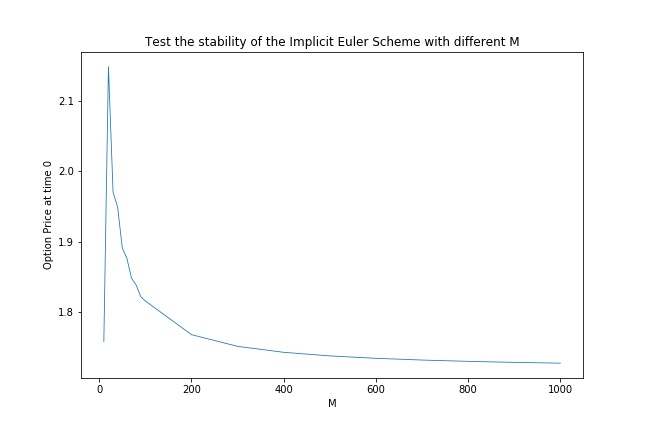 Test the stability of the Implicit Euler Scheme with different M
Option Price at time 0
2.1
2.0
1.9
1.8
0 200 400 600 800 1000
M